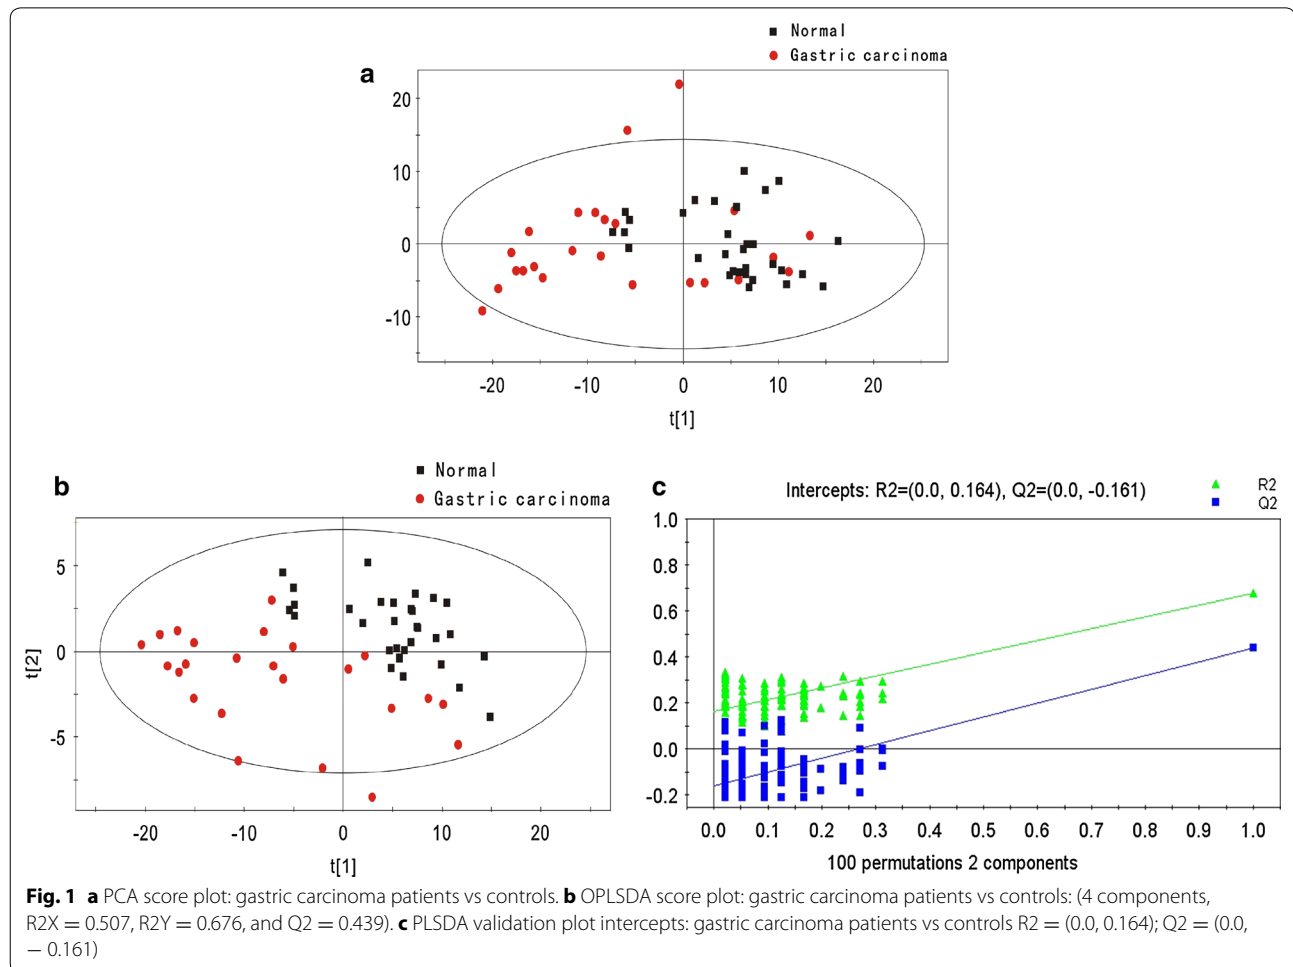 Normal
Gastric carcinoma
a
20
10
0
-10
-20 -10 0 10 20
t[1]
b
Normal
Gastric carcinoma
5
0
-5
t[2]
-20 -10 0 10 20
t[1]
c
Intercepts: R2=(0.0, 0.164), Q2=(0.0, -0.161)
R2
Q2
1.0
0.8
0.6
0.4
0.2
0.0
-0.2
0.0 0.1 0.2 0.3 0.4 0.5 0.6 0.7 0.8 0.9 1.0
100 permutations 2 components
Fig. 1 a PCA score plot: gastric carcinoma patients vs controls. b OPLSDA score plot: gastric carcinoma patients vs controls: (4 components,
R2X = 0.507, R2Y = 0.676, and Q2 = 0.439). c PLSDA validation plot intercepts: gastric carcinoma patients vs controls R2 = (0.0, 0.164); Q2 = (0.0,
− 0.161)